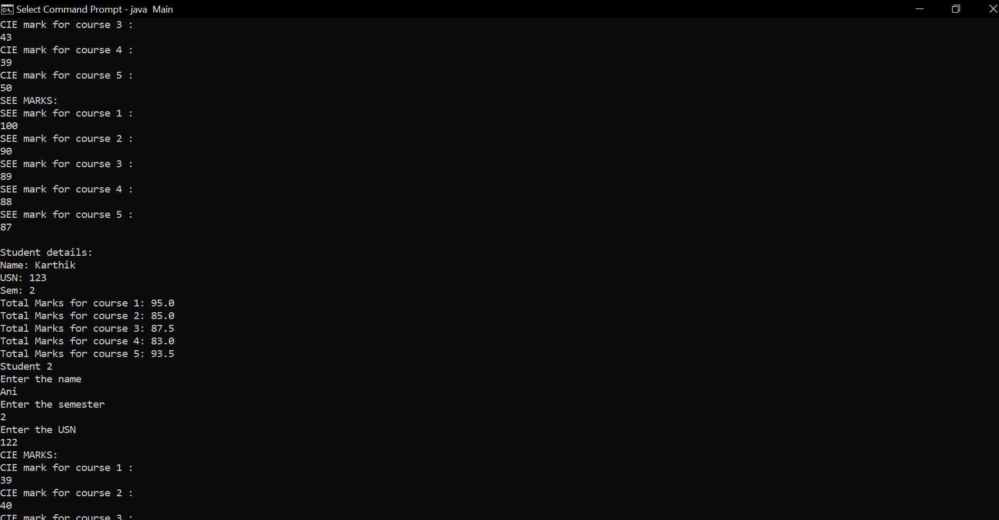 Select Command Prompt - java  Main
CIE mark for course 3 :
43
CIE mark for course 4 :
39
CIE mark for course 5 :
50
SEE MARKS:
SEE mark for course 1 :
100
SEE mark for course 2 :
90
SEE mark for course 3 :
89
SEE mark for course 4 :
88
SEE mark for course 5 :
87

Student details:
Name: Karthik
USN: 123
Sem: 2
Total Marks for course 1: 95.0
Total Marks for course 2: 85.0
Total Marks for course 3: 87.5
Total Marks for course 4: 83.0
Total Marks for course 5: 93.5
Student 2
Enter the name
Ani
Enter the semester
2
Enter the USN
122
CIE MARKS:
CIE mark for course 1 :
39
CIE mark for course 2 :
40
CIE mark for course 3 :